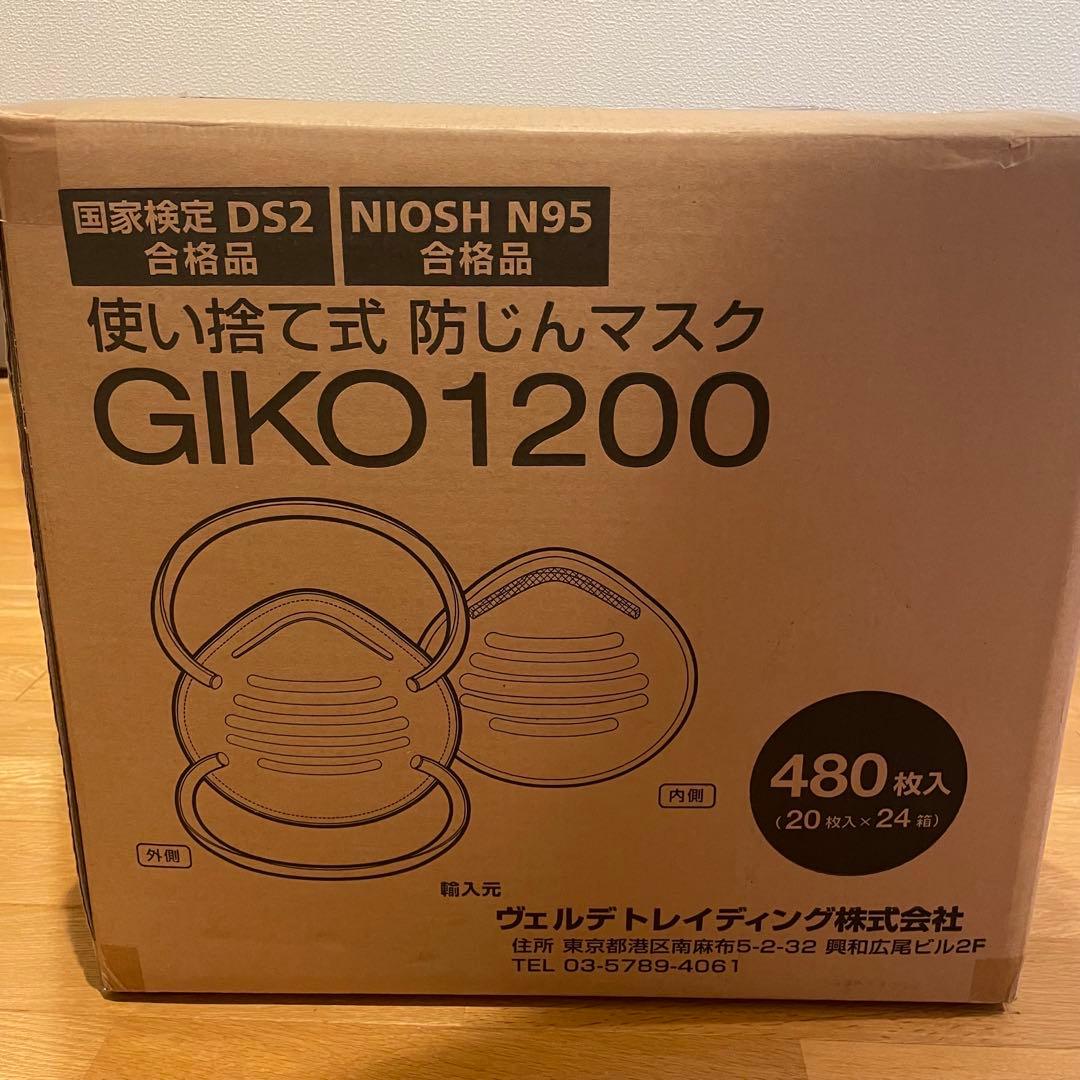 国家検定 DS2
合格品
NIOSH N95
合格品
使い捨て式 防じんマスク
GIKO1200
内側
480枚入
(20枚入×24箱)
外側
輸入元
ヴェルデトレイディング株式会社
住所 東京都港区南麻布5-2-32 興和広尾ビル2F
TEL 03-5789-4061